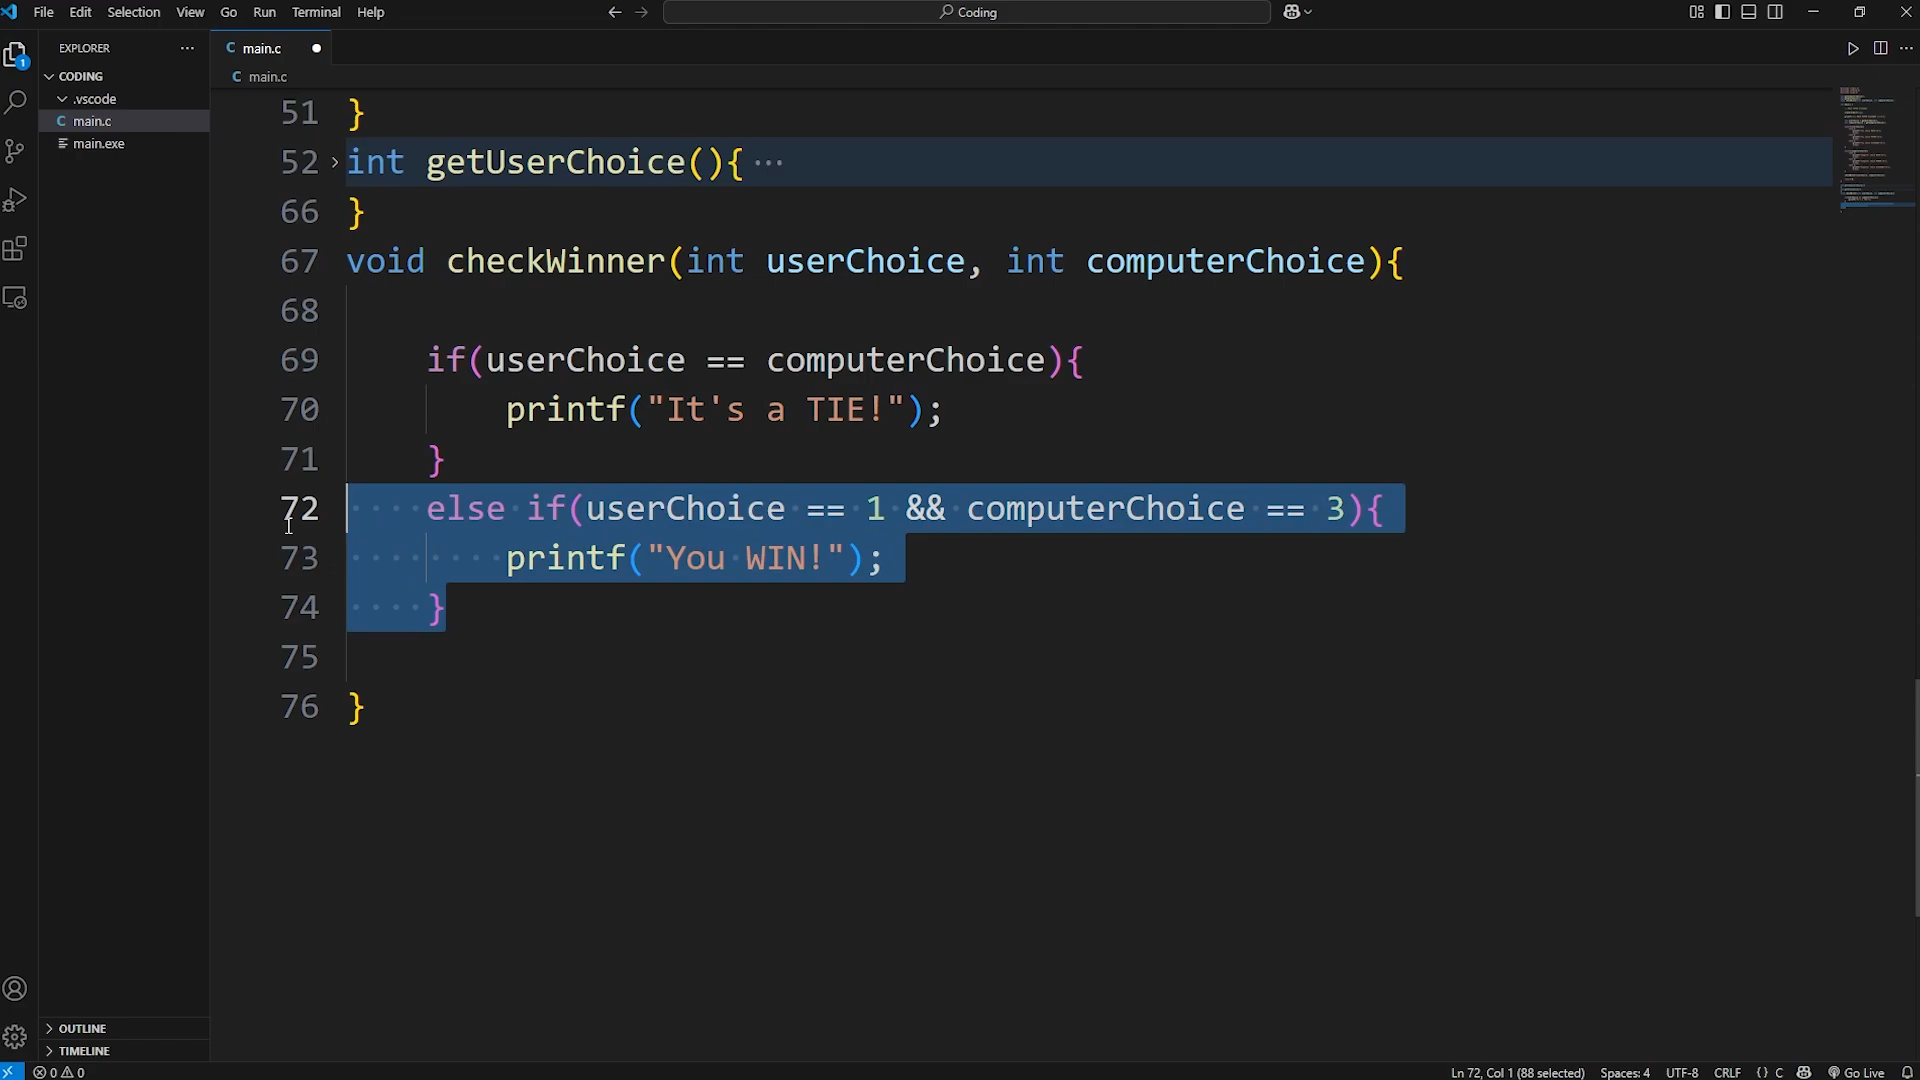 File Edit Selection View Go Run Terminal Help
Coding
EXPLORER
main.c
1
CODING
main.c
.vscode
main.c
main.exe
51 }
52 int getUserChoice(){ ···
66 }
67 void checkWinner(int userChoice, int computerChoice){
68
69 if(userChoice == computerChoice){
70 printf("It's a TIE!");
71 }
72 else if(userChoice == 1 && computerChoice == 3){
73 printf("You WIN!");
74 }
75
76 }
OUTLINE
TIMELINE
0 0 Ln 72, Col 1 (88 selected) Spaces: 4 UTF-8 CRLF {} C Go Live